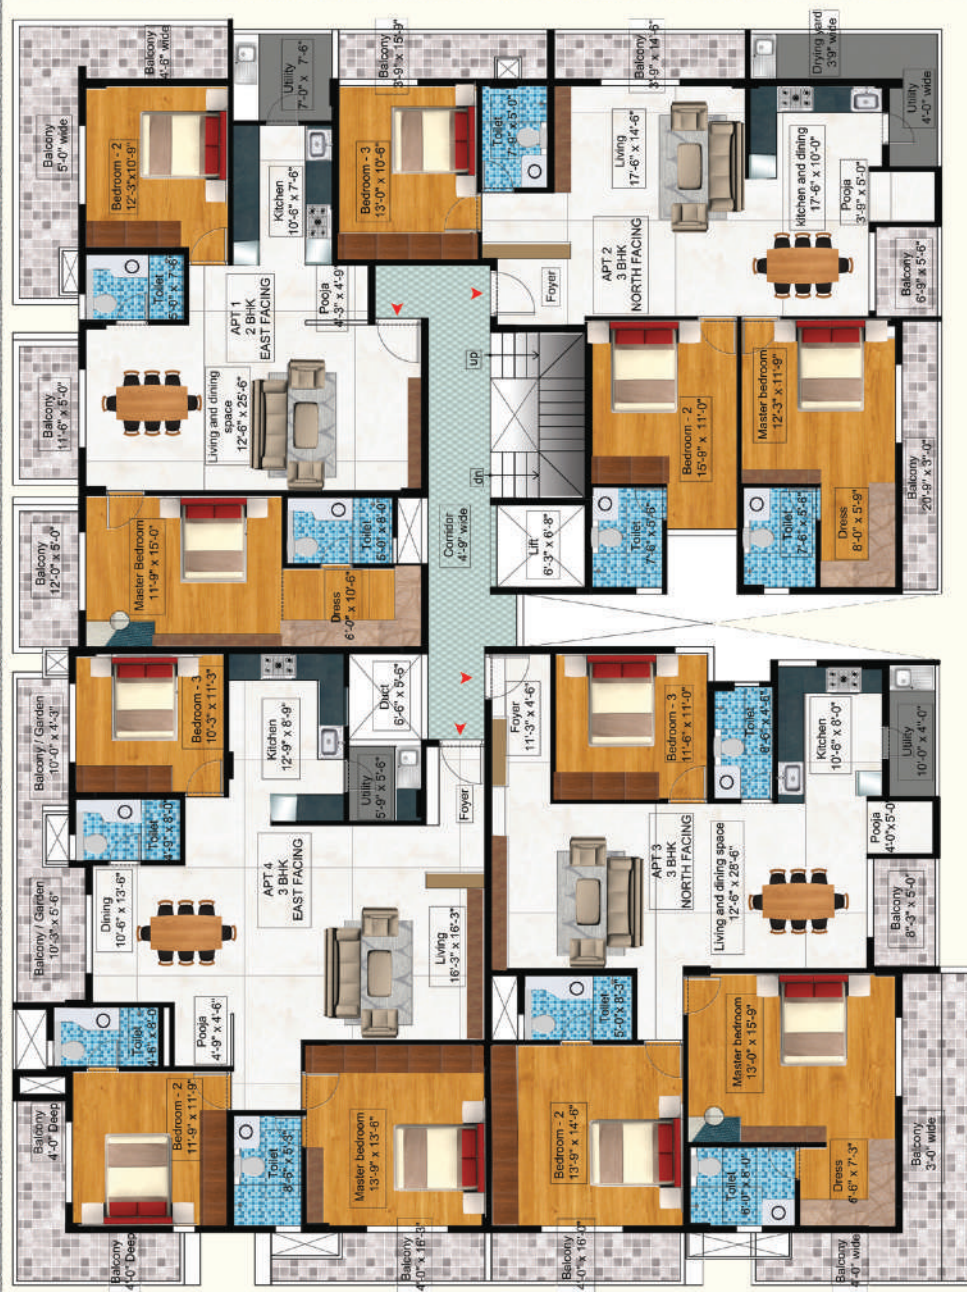 Balcony
4'-6" wide
Utility
7'-0" x 7'-6"
Balcony
3'-9" x 15'-9"
Balcony
3'-9" x 14'-6"
Drying yard
3'9" wide
Utility
4'-0" wide
Balcony
5'-0" wide
Bedroom - 2
12'-3"x10'-9"
Kitchen
10'-6" x 7'-6"
Bedroom - 3
13'-0" x 10'-6"
Toilet
7'-9" x 5'-0"
Living
17'-6" x 14'-6"
kitchen and dining
17'-6" x 10'-0"
Pooja
3'-9" x 5'-0"
Toilet
5'-0" x 7'-6"
Pooja
4'-3" x 4'-9"
APT 1
2 BHK
EAST FACING
Foyer
APT 2
3 BHK
NORTH FACING
Balcony
6'-9" x 5'-6"
Balcony
11'-6" x 5'-0"
Living and dining
space
12'-6" x 25'-6"
up
dn
Bedroom - 2
15'-9" x 11'-0"
Master bedroom
12'-3" x 11'-9"
Balcony
20'-9" x 3'-0"
Balcony
12'-0" x 5'-0"
Master Bedroom
11'-9" x 15'-0"
Toilet
5'-0" x 8'-0"
Dress
6'-0" x 10'-6"
Corridor
4'-9" wide
Lift
6'-3" x 6'-8"
Toilet
7'-6" x 5'-6"
Toilet
7'-6" x 5'-6"
Dress
8'-0" x 5'-9"
Balcony / Garden
10'-0" x 4'-3"
Bedroom - 3
10'-3" x 11'-3"
Kitchen
12'-9" x 8'-9"
Duct
6'-6" x 5'-6"
Utility
5'-9" x 5'-6"
Foyer
Foyer
11'-3" x 4'-6"
Bedroom - 3
11'-6" x 11'-0"
Toilet
8'-6" x 4'-6"
Kitchen
10'-6" x 8'-0"
Utility
10'-0" x 4'-0"
Toilet
4'-9" x 8'-0"
APT 4
3 BHK
EAST FACING
APT 3
3 BHK
NORTH FACING
Living and dining space
12'-6" x 28'-6"
Pooja
4'-0"x 5'-0"
Balcony / Garden
10'-3" x 5'-6"
Dining
10'-6" x 13'-6"
Living
16'-3" x 16'-3"
Balcony
8'-3" x 5'-0"
Toilet
4'-6" x 8'-0"
Pooja
4'-9" x 4'-6"
Toilet
5'-0" x 8'-3"
Master bedroom
13'-0" x 15'-9"
Balcony
4'-0" Deep
Bedroom - 2
11'-9" x 11'-9"
Toilet
8'-6" x 5'-3"
Master bedroom
13'-9" x 13'-6"
Bedroom - 2
13'-9" x 14'-6"
Toilet
6'-0" x 8'-0"
Dress
6'-6" x 7'-3"
Balcony
3'-0" wide
Balcony
4'-0" Deep
Balcony
4'-0" x 16'-3"
Balcony
4'-0" x 16'-0"
Balcony
4'-0" wide